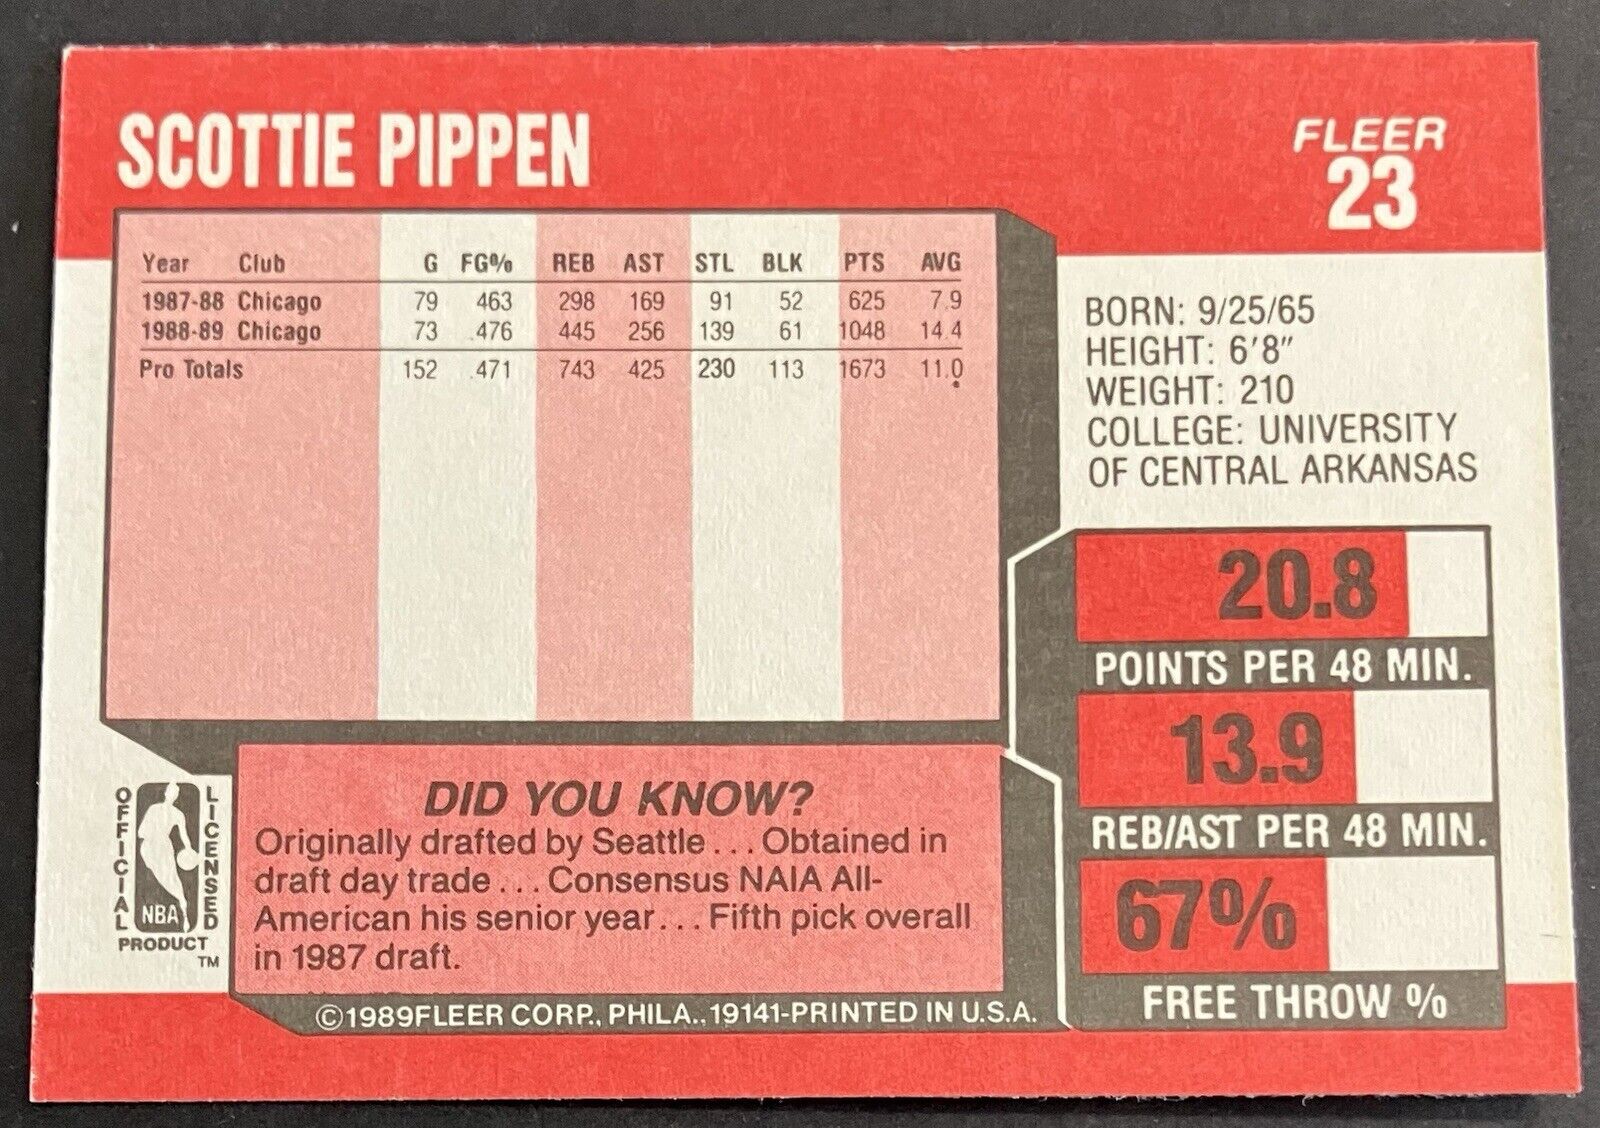 SCOTTIE PIPPEN
FLEER
23
Year Club G FG% REB AST STL BLK PTS AVG
1987-88 Chicago 79 463 298 169 91 52 625 7.9
1988-89 Chicago 73 .476 445 256 139 61 1048 14.4
Pro Totals 152 .471 743 425 230 113 1673 11.0
BORN: 9/25/65
HEIGHT: 6'8"
WEIGHT: 210
COLLEGE: UNIVERSITY
OF CENTRAL ARKANSAS
20.8
POINTS PER 48 MIN.
13.9
REB/AST PER 48 MIN.
67%
FREE THROW %
DID YOU KNOW?
Originally drafted by Seattle... Obtained in
draft day trade... Consensus NAIA All-
American his senior year... Fifth pick overall
in 1987 draft.
OFFICIAL
LICENSED
NBA
PRODUCT
TM
©1989FLEER CORP., PHILA., 19141-PRINTED IN U.S.A.